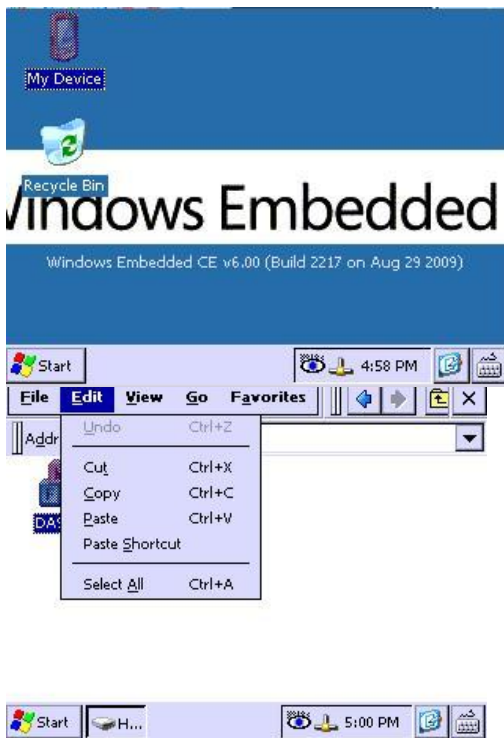 My Device
Recycle Bin
Windows Embedded
Windows Embedded CE v6.00 (Build 2217 on Aug 29 2009)
Start 4:58 PM
File Edit View Go Favorites
Addr
Undo Ctrl+Z
Cut Ctrl+X
Copy Ctrl+C
DAS
Paste Ctrl+V
Paste Shortcut
Select All Ctrl+A
Start H... 5:00 PM